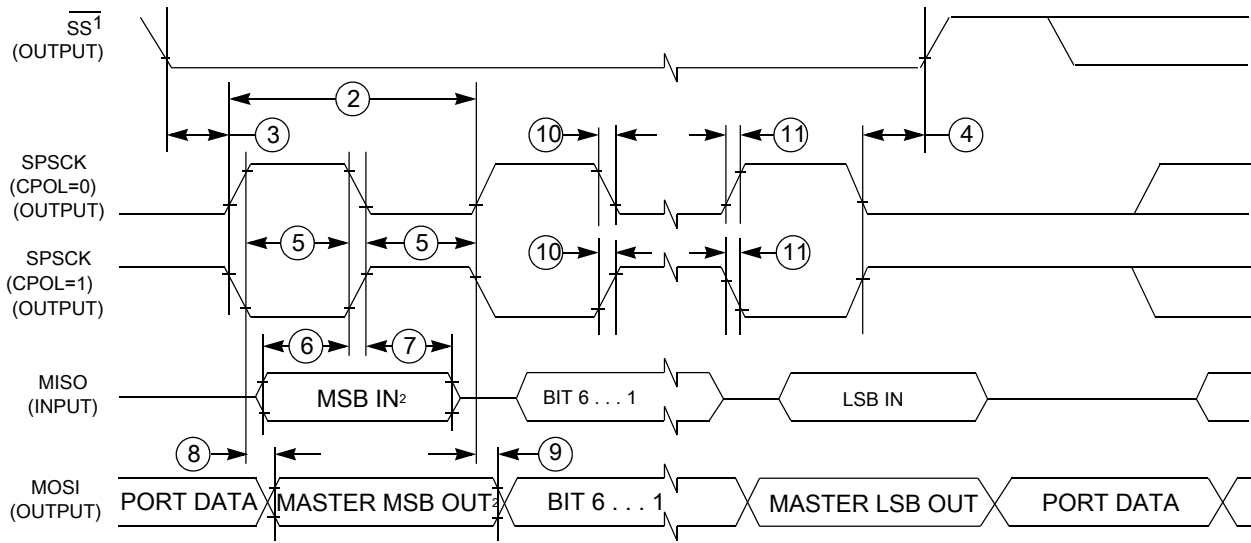 SS¹
(OUTPUT)
2
3
10
11
4
SPSCK
(CPOL=0)
(OUTPUT)
5
5
SPSCK
(CPOL=1)
(OUTPUT)
10
11
6
7
MISO
(INPUT)
MSB IN²
BIT 6 . . . 1
LSB IN
8
9
MOSI
(OUTPUT)
PORT DATA
MASTER MSB OUT²
BIT 6 . . . 1
MASTER LSB OUT
PORT DATA